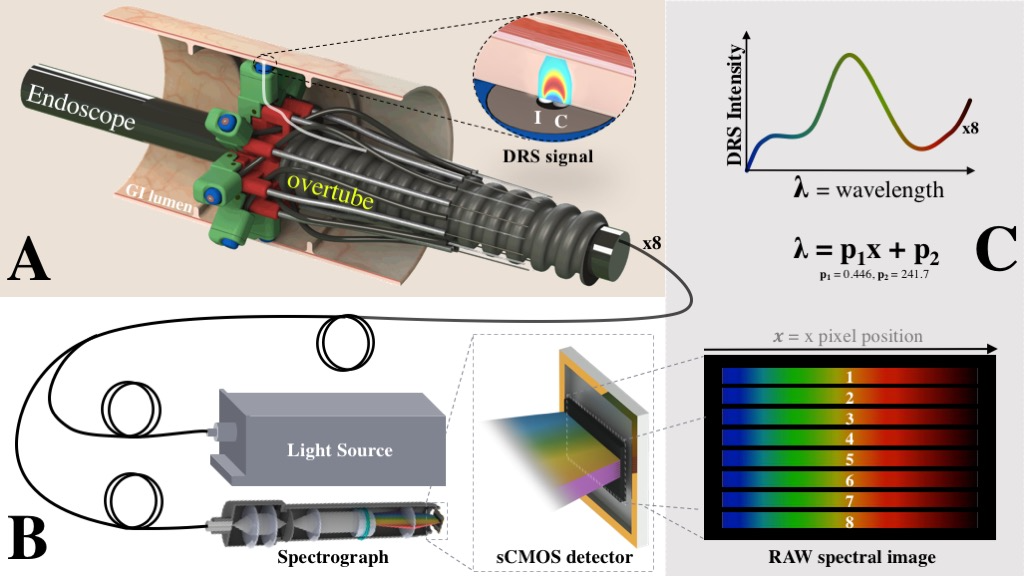 Endoscope
GI lumen
overtube
I C
DRS signal
x8
A
Light Source
Spectrograph
sCMOS detector
B
DRS Intensity
x8
λ = wavelength
λ = p₁x + p₂
p₁ = 0.446, p₂ = 241.7
C
x = x pixel position
1
2
3
4
5
6
7
8
RAW spectral image